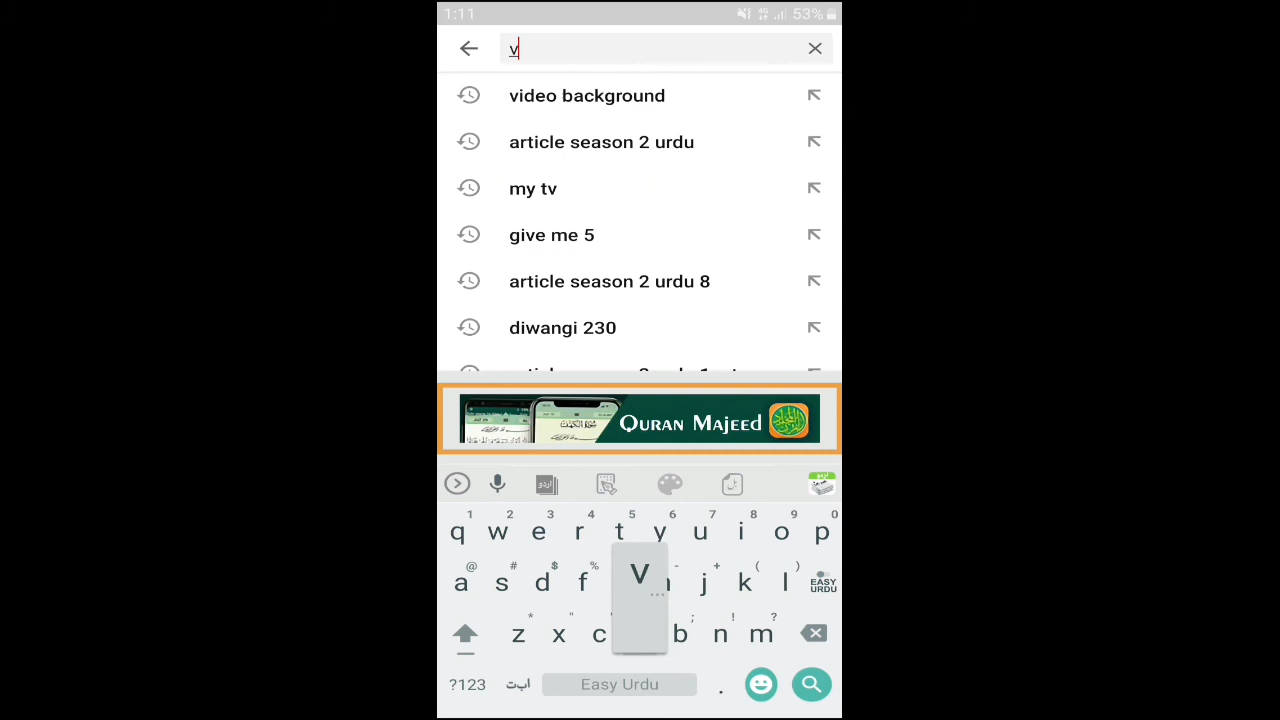 1:11 4G 53%
v
video background
article season 2 urdu
my tv
give me 5
article season 2 urdu 8
diwangi 230
QURAN MAJEED
اردو
1 2 3 4 5 6 7 8 9 0
q w e r t y u i o p
@ # $ % - + ( )
a s d f j k l EASY URDU
* " ; ! ?
z x c v b n m
?123 ا ب ت Easy Urdu .